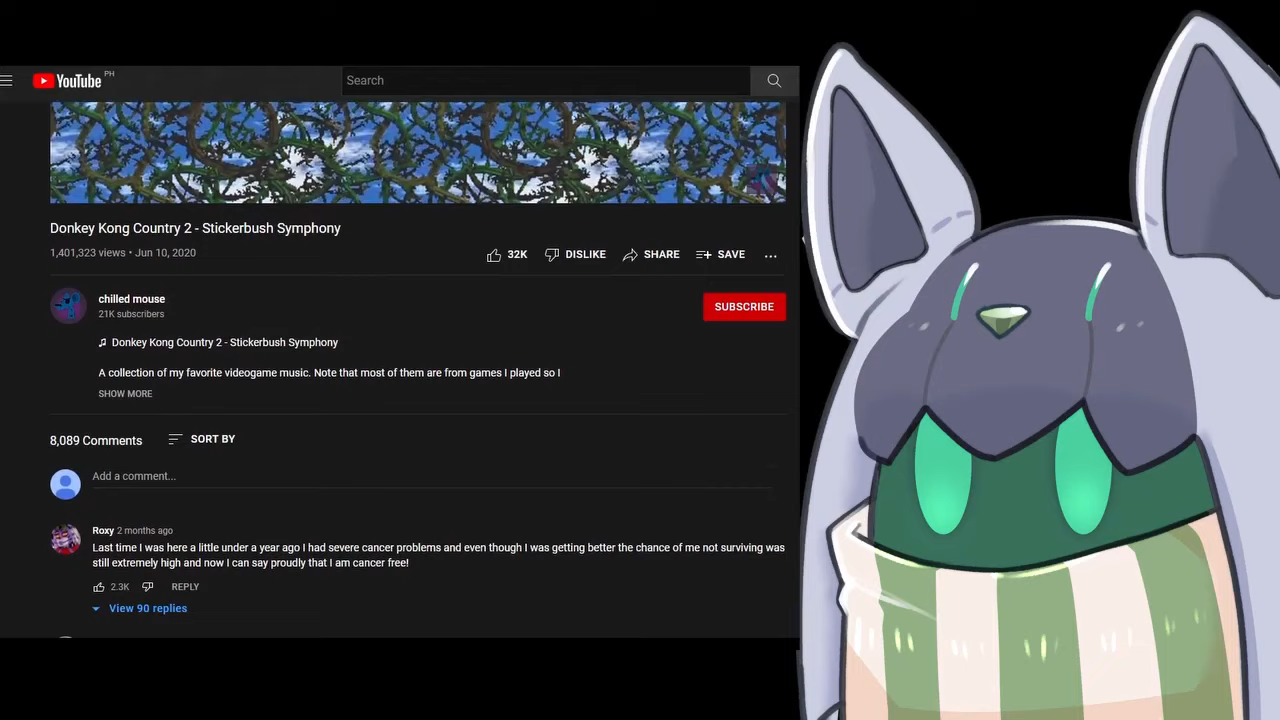 YouTube PH
Search
Donkey Kong Country 2 - Stickerbush Symphony
1,401,323 views • Jun 10, 2020
32K DISLIKE SHARE SAVE
chilled mouse
21K subscribers
SUBSCRIBE
♫ Donkey Kong Country 2 - Stickerbush Symphony
A collection of my favorite videogame music. Note that most of them are from games I played so I
SHOW MORE
8,089 Comments SORT BY
Add a comment...
Roxy 2 months ago
Last time I was here a little under a year ago I had severe cancer problems and even though I was getting better the chance of me not surviving was
still extremely high and now I can say proudly that I am cancer free!
2.3K REPLY
View 90 replies